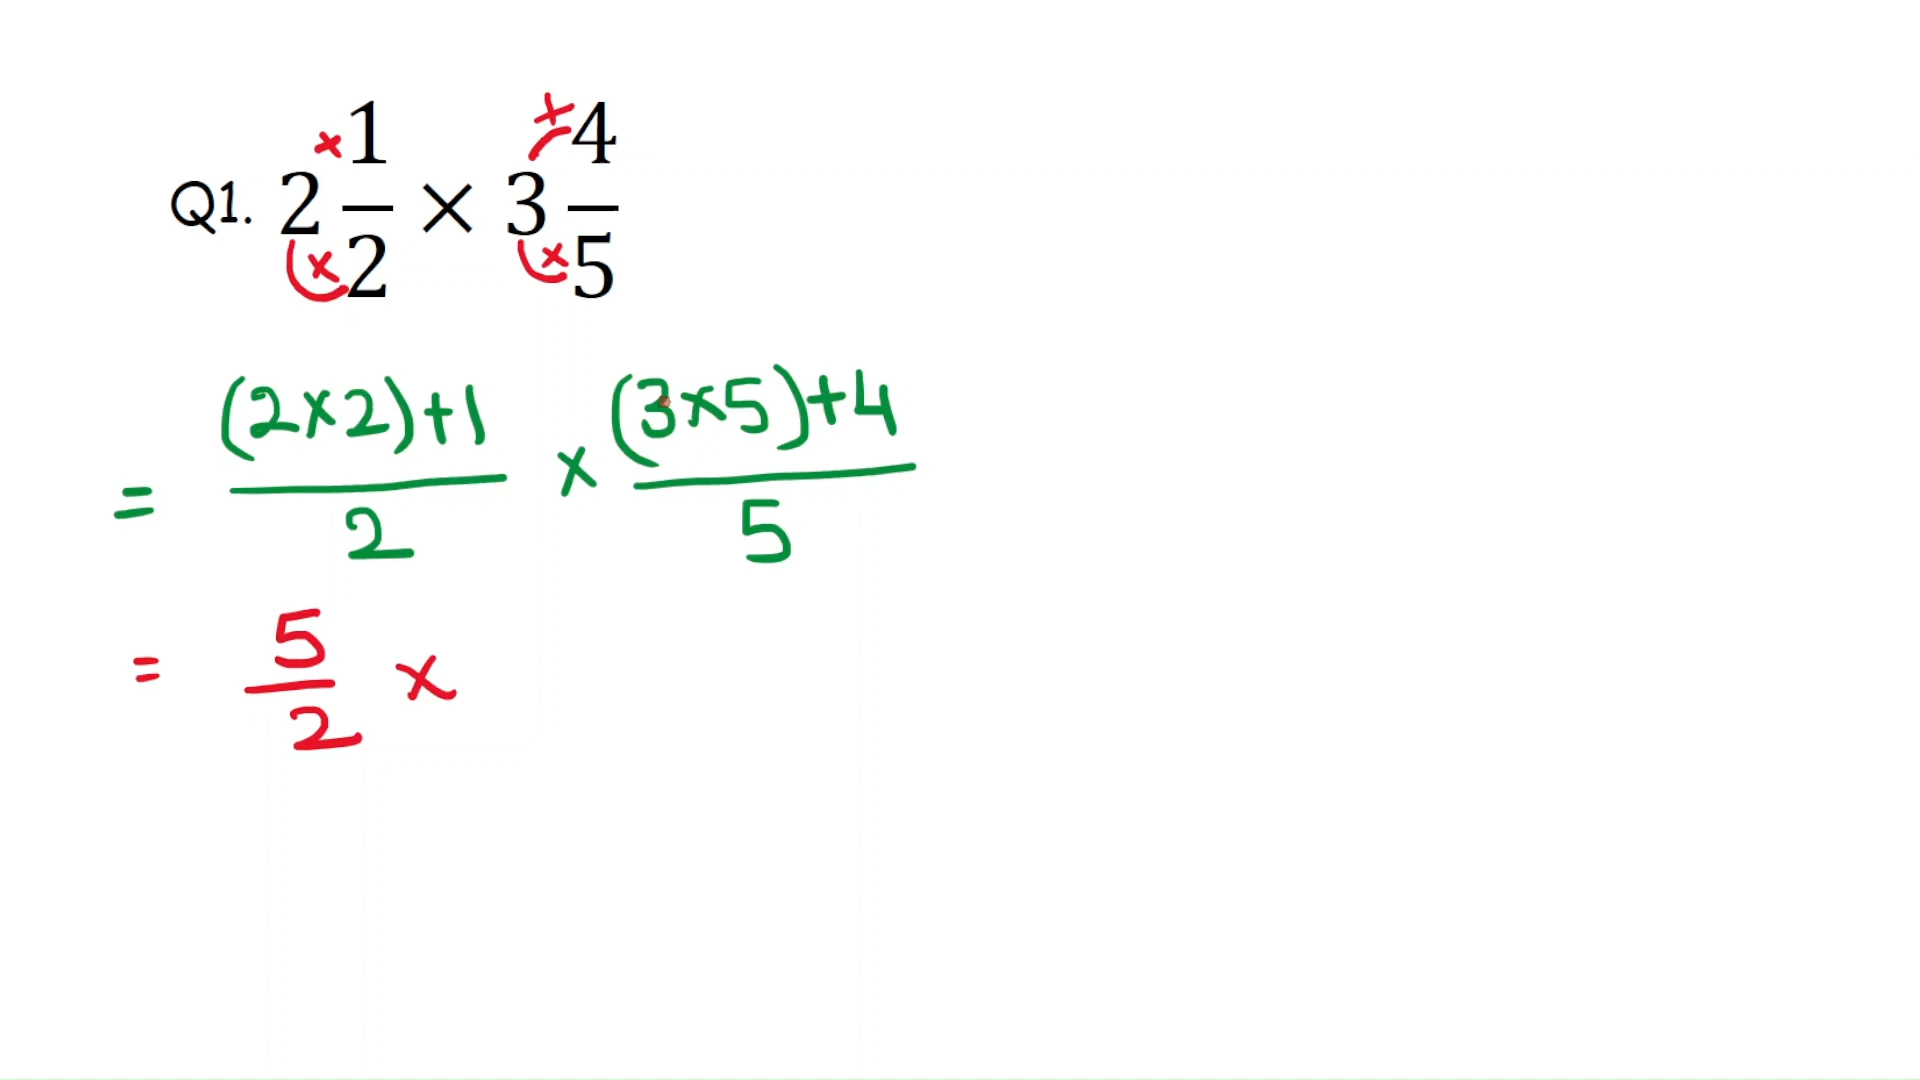 Q1. 2 1/2 × 3 4/5
= ((2×2)+1)/2 × ((3×5)+4)/5
= 5/2 ×